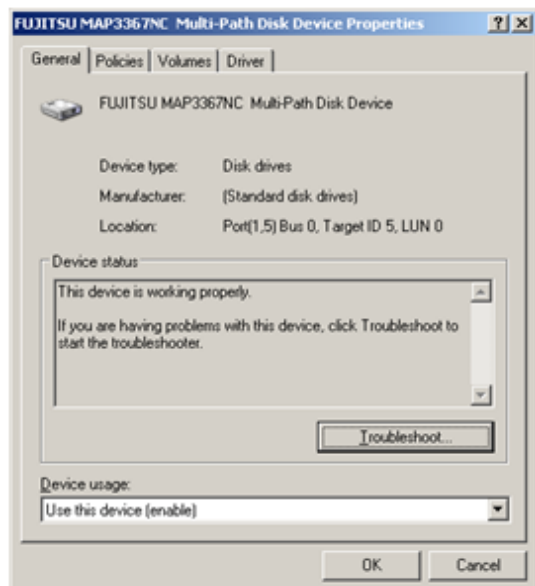 FUJITSU MAP3367NC Multi-Path Disk Device Properties
General Policies Volumes Driver
FUJITSU MAP3367NC Multi-Path Disk Device
Device type: Disk drives
Manufacturer: (Standard disk drives)
Location: Port(1,5) Bus 0, Target ID 5, LUN 0
Device status
This device is working properly.
If you are having problems with this device, click Troubleshoot to
start the troubleshooter.
Troubleshoot...
Device usage:
Use this device (enable)
OK Cancel